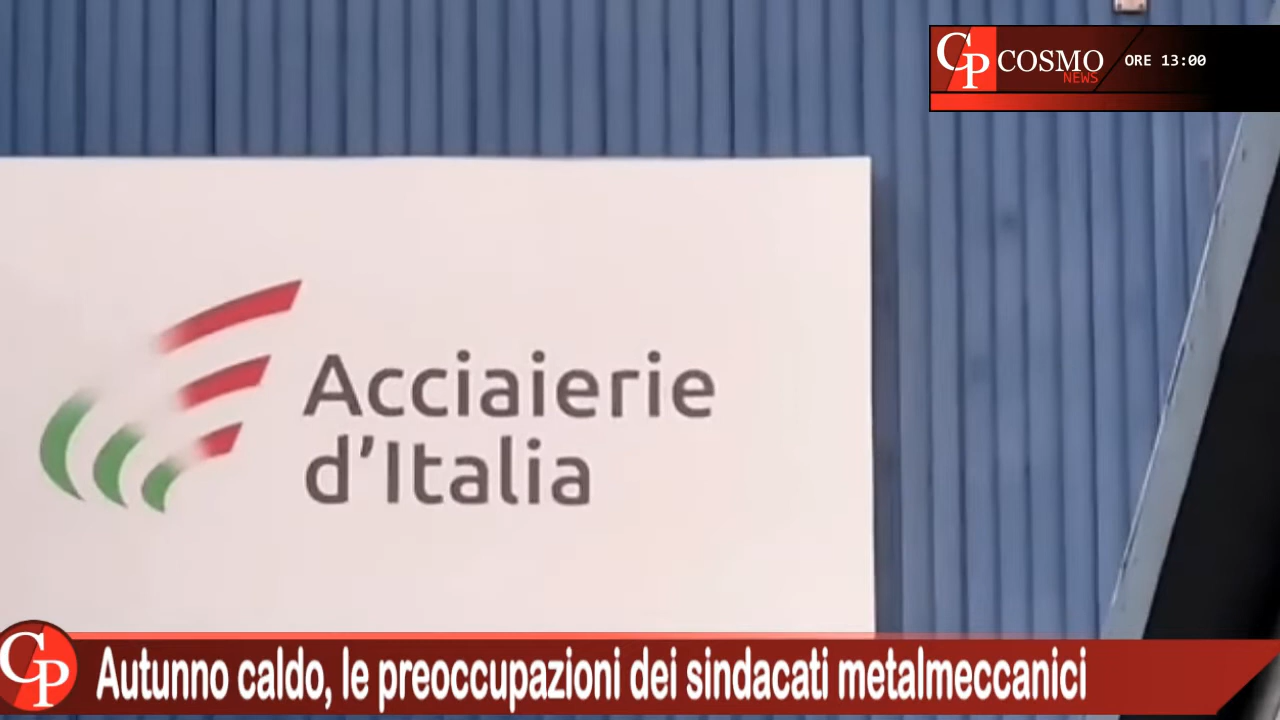 CP COSMO
NEWS
ORE 13:00
Acciaierie
d'Italia
CP
Autunno caldo, le preoccupazioni dei sindacati metalmeccanici